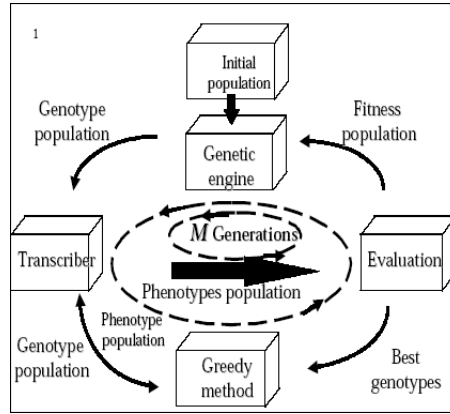 1
Initial
population
Genotype
population
Fitness
population
Genetic
engine
M Generations
Transcriber
Evaluation
Phenotypes population
Phenotype
population
Genotype
population
Greedy
method
Best
genotypes